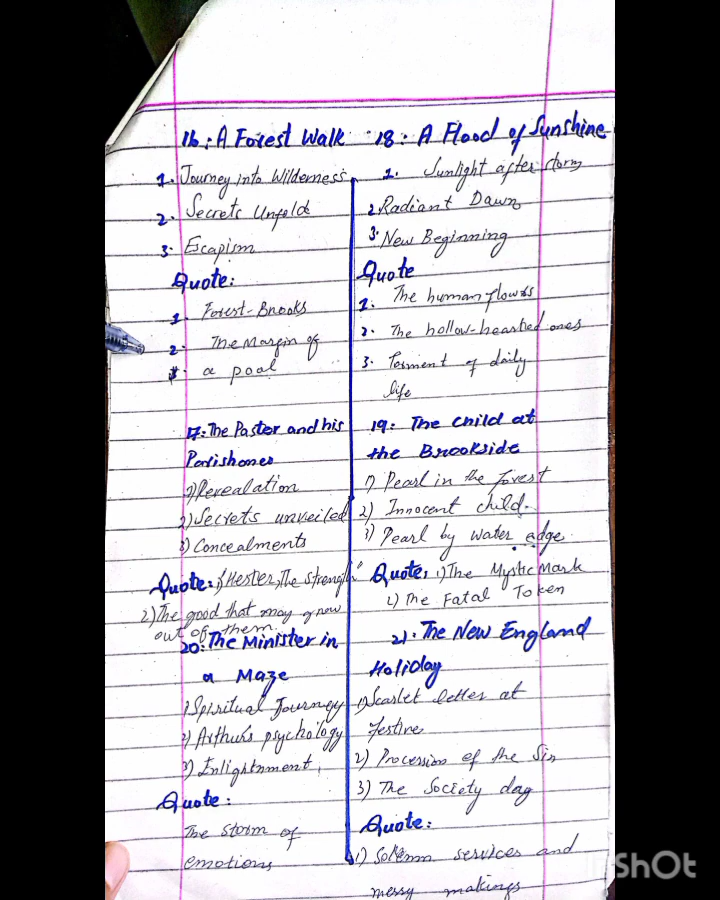 16: A Forest Walk
1. Journey into Wilderness
2. Secrets Unfold
3. Escapism
Quote:
1. Forest-Brooks
2. The Margin of
a pool
17: The Pastor and his
Parishoner
1) Revealation
2) Secrets unveiled
3) Concealments
Quote: 1) Hester, The strength"
2) The good that may grow
out of them.
20: The Minister in
a Maze
1) Spiritual Journey
2) Arthur's psychology
3) Enlightnment,
Quote:
The storm of
emotions
18: A Flood of Sunshine
1. Sunlight after storm
2. Radiant Dawn
3. New Beginning
Quote
1. The human flowers
2. The hollow-hearted ones
3. Torment of daily
life
19: The child at
the Brookside
1) Pearl in the forest
2) Innocent child.
3) Pearl by water edge.
Quote, 1) The Mystic Mark
2) The Fatal Token
21. The New England
Holiday
1) Scarlet letter at
Festive
2) Procession of the Sin
3) The Society day
Quote:
1) Solemn services and
merry makings
shOt